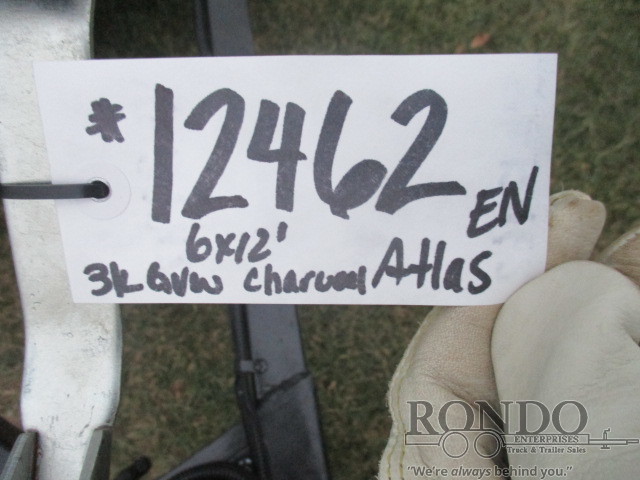 *12462
EN
6x12'
3k GVW Charcoal Atlas
RONDO
ENTERPRISES
Truck & Trailer Sales
"We're always behind you."